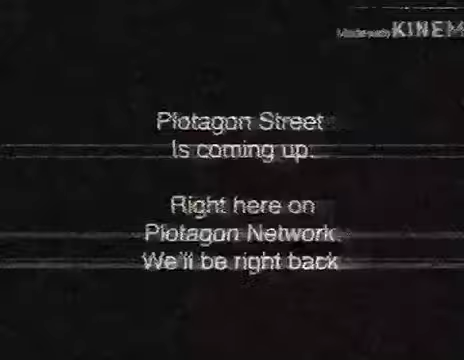 Made with KINEM
Plotagon Street
Is coming up.
Right here on
Plotagon Network.
We'll be right back